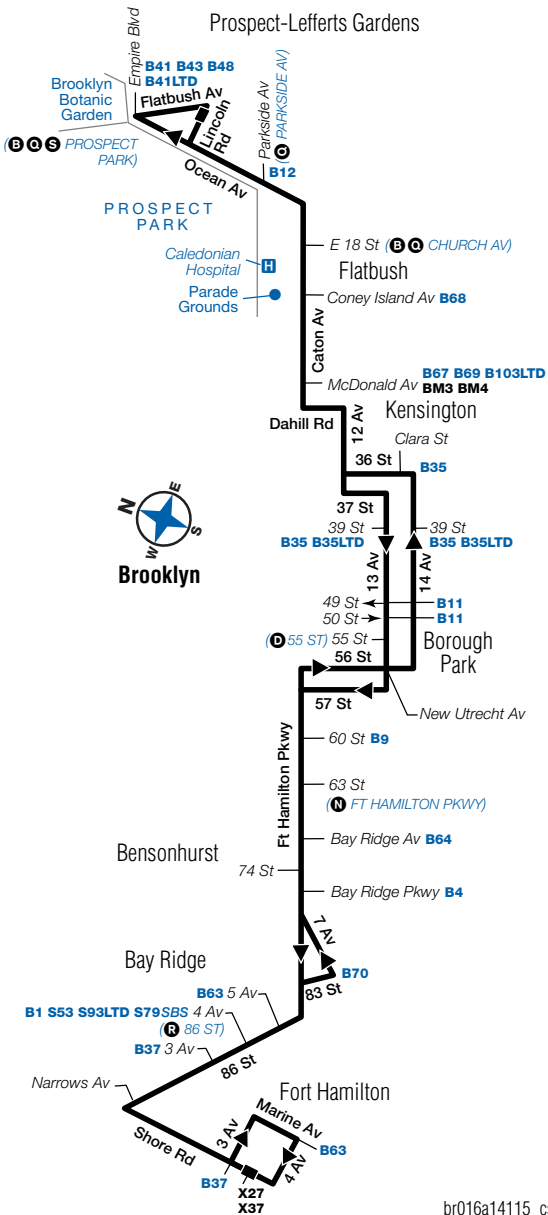 Prospect-Lefferts Gardens
Empire Blvd
B41 B43 B48
B41LTD
Flatbush Av
Lincoln
Rd
Brooklyn
Botanic
Garden
(B Q S PROSPECT
PARK)
Ocean Av
Parkside Av
(Q PARKSIDE AV)
B12
PROSPECT
PARK
E 18 St (B Q CHURCH AV)
Caledonian
Hospital
H
Flatbush
Parade
Grounds
Coney Island Av B68
Caton Av
B67 B69 B103LTD
McDonald Av BM3 BM4
Dahill Rd
12 Av
Kensington
Clara St
36 St
B35
37 St
39 St
B35 B35LTD
39 St
B35 B35LTD
13 Av
14 Av
N
E
S
W
Brooklyn
49 St B11
50 St B11
(D 55 ST) 55 St
Borough
Park
56 St
57 St
New Utrecht Av
60 St B9
Ft Hamilton Pkwy
63 St
(N FT HAMILTON PKWY)
Bay Ridge Av B64
Bensonhurst
74 St
Bay Ridge Pkwy B4
7 Av
Bay Ridge
B70
83 St
B63 5 Av
B1 S53 S93LTD S79SBS 4 Av
(R 86 ST)
B37 3 Av
86 St
Narrows Av
Fort Hamilton
Marine Av
3 Av
B63
Shore Rd
4 Av
B37
X27
X37
br016a14115 c